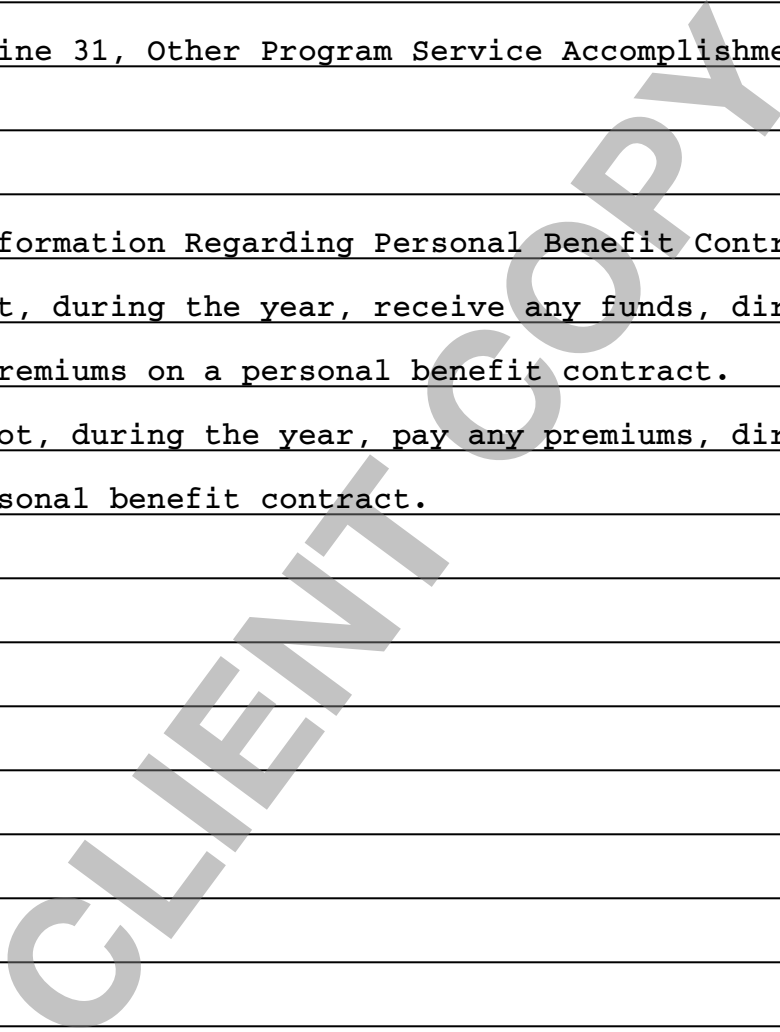 ine 31, Other Program Service Accomplishme
formation Regarding Personal Benefit Contr
t, during the year, receive any funds, dir
remiums on a personal benefit contract.
ot, during the year, pay any premiums, dir
sonal benefit contract.
CLIENT COPY